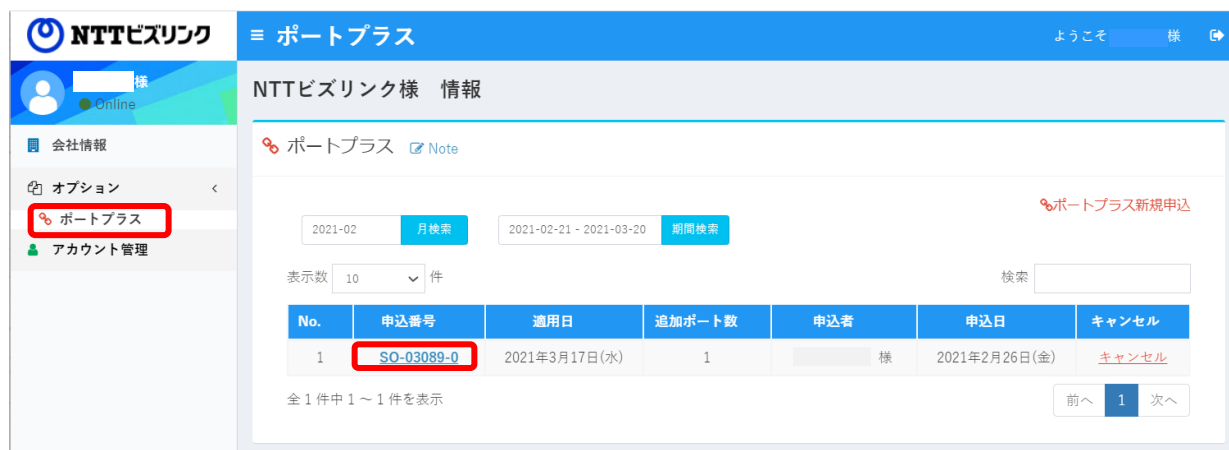 NTTビズリンク
≡ ポートプラス
ようこそ 様
様
Online
NTTビズリンク様 情報
会社情報
オプション <
ポートプラス
アカウント管理
ポートプラス Note
ポートプラス新規申込
2021-02 月検索 2021-02-21 - 2021-03-20 期間検索
表示数 10 件 検索
No. 申込番号 適用日 追加ポート数 申込者 申込日 キャンセル
1 SO-03089-0 2021年3月17日(水) 1 様 2021年2月26日(金) キャンセル
全 1 件中 1 ～ 1 件を表示
前へ 1 次へ